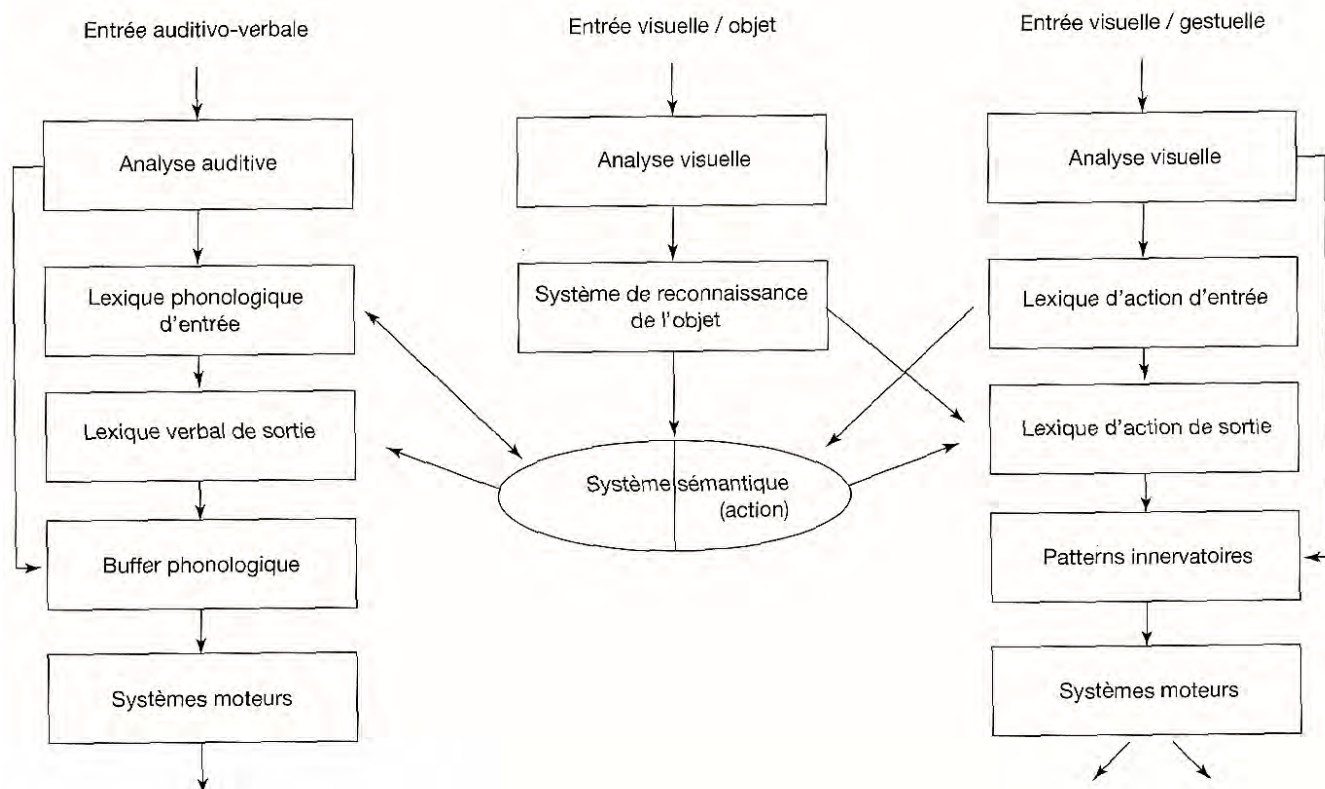 Entrée auditivo-verbale
Entrée visuelle / objet
Entrée visuelle / gestuelle
Analyse auditive
Analyse visuelle
Analyse visuelle
Lexique phonologique
d'entrée
Système de reconnaissance
de l'objet
Lexique d'action d'entrée
Lexique verbal de sortie
Lexique d'action de sortie
Système sémantique
(action)
Buffer phonologique
Patterns innervatoires
Systèmes moteurs
Systèmes moteurs